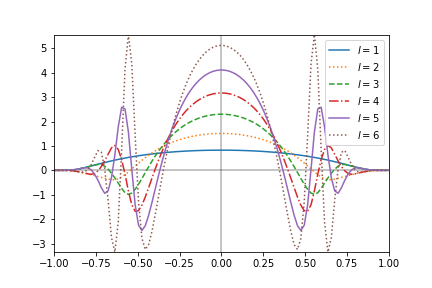 5
4
3
2
1
0
−1
−2
−3
−1.00 −0.75 −0.50 −0.25 0.00 0.25 0.50 0.75 1.00
l = 1
l = 2
l = 3
l = 4
l = 5
l = 6